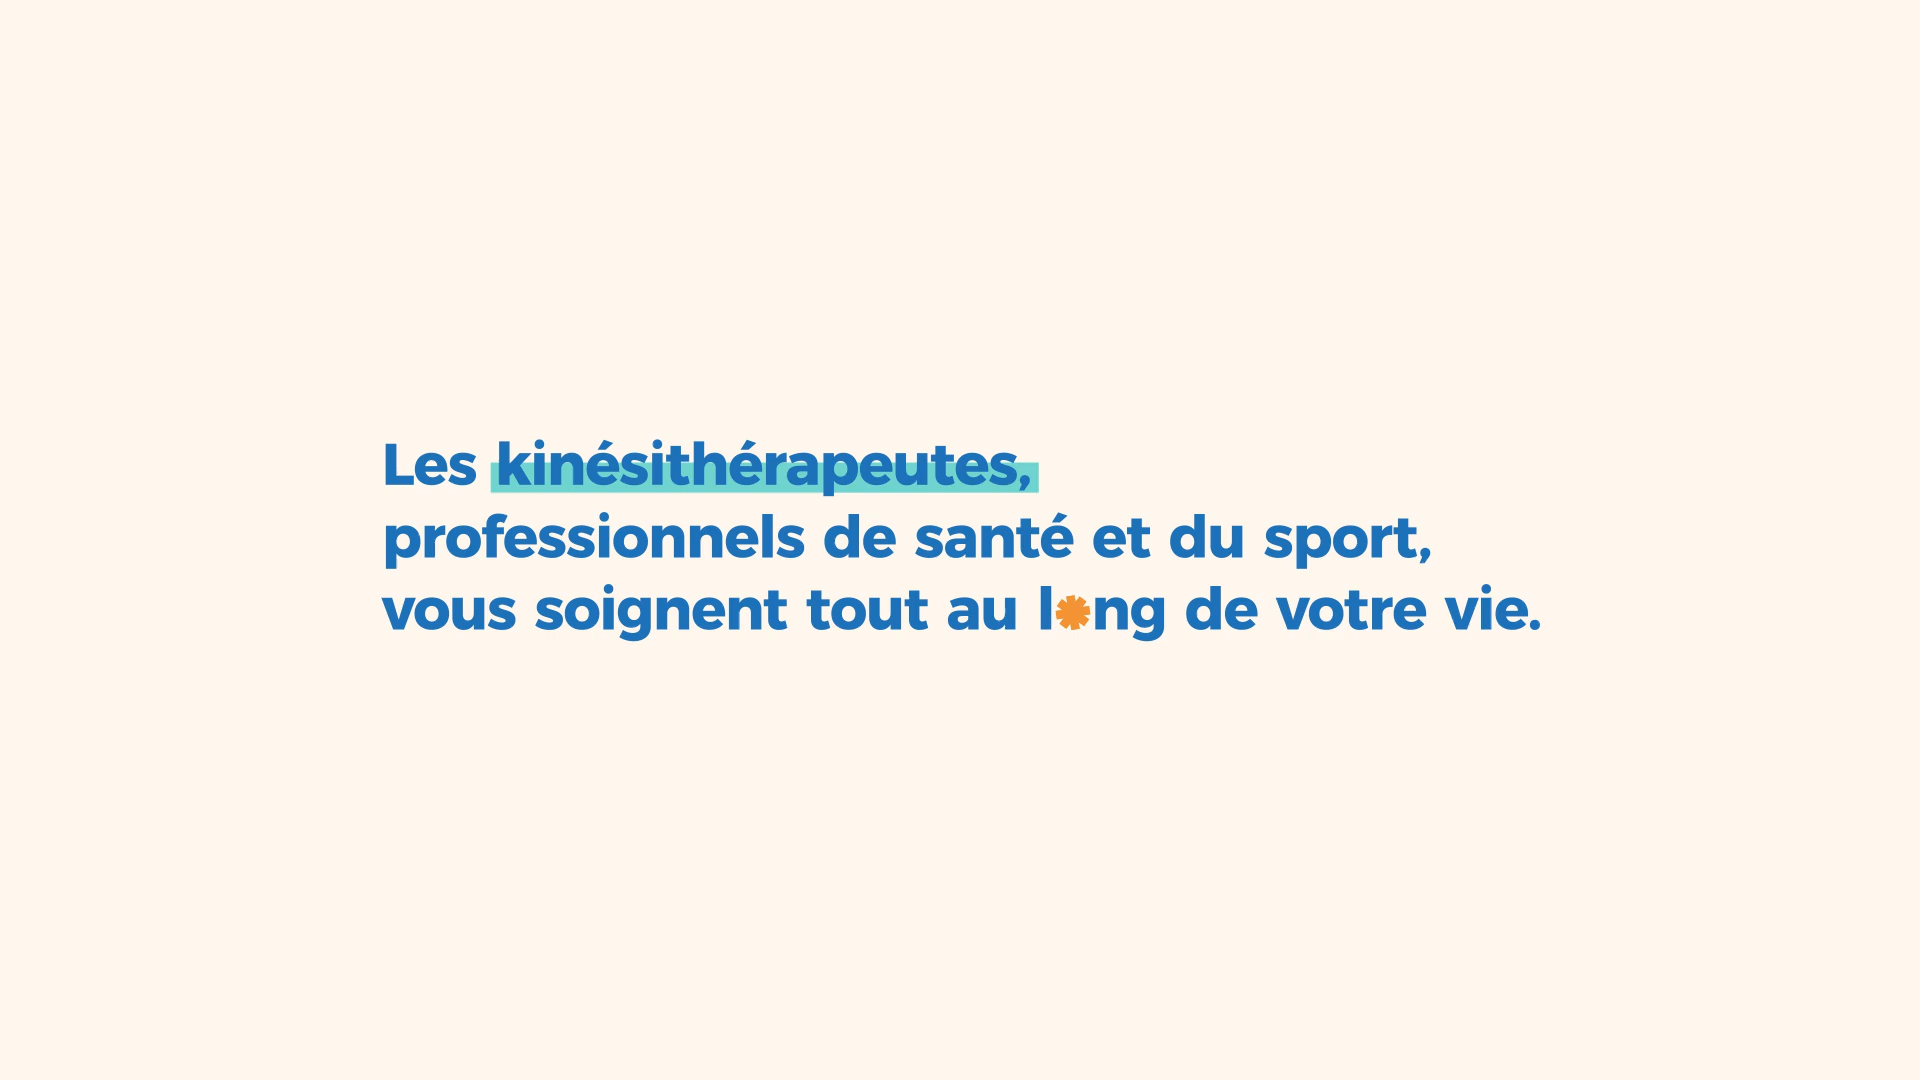 Les kinésithérapeutes,
professionnels de santé et du sport,
vous soignent tout au long de votre vie.